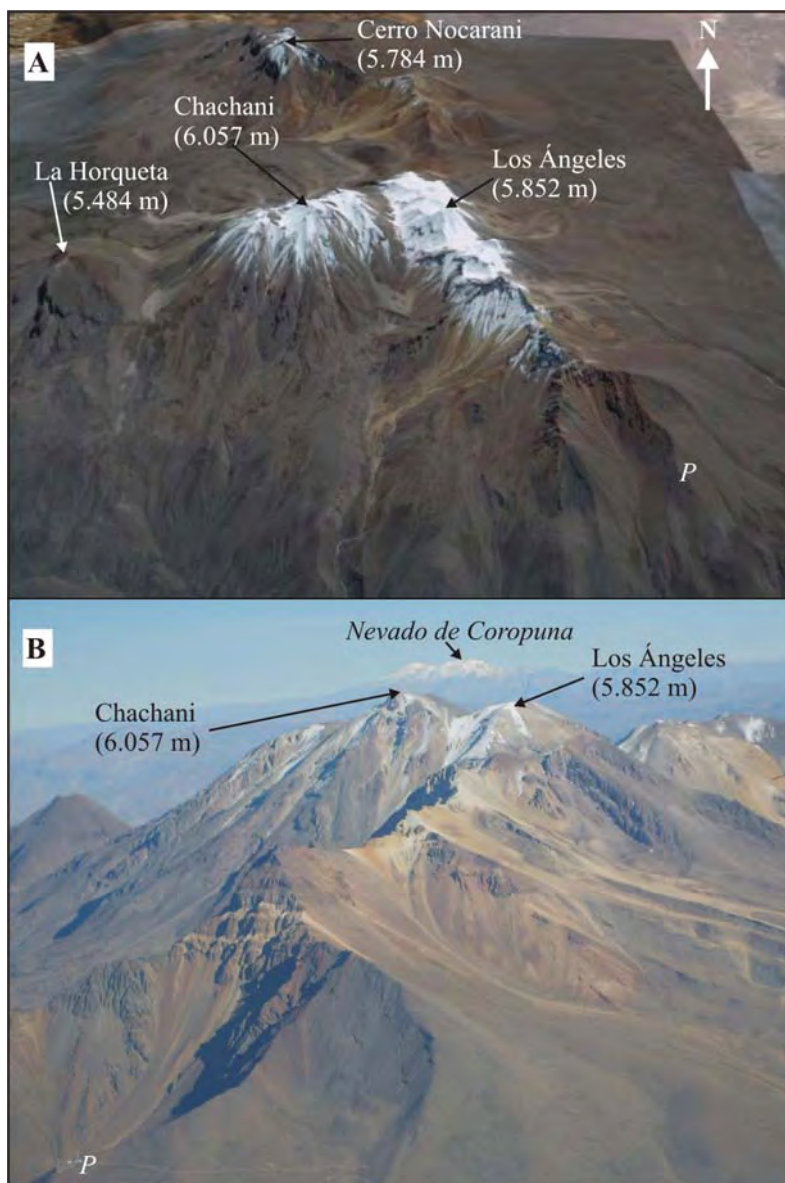 A
Cerro Nocarani
(5.784 m)
N
Chachani
(6.057 m)
La Horqueta
(5.484 m)
Los Ángeles
(5.852 m)
P
B
Nevado de Coropuna
Los Ángeles
(5.852 m)
Chachani
(6.057 m)
P